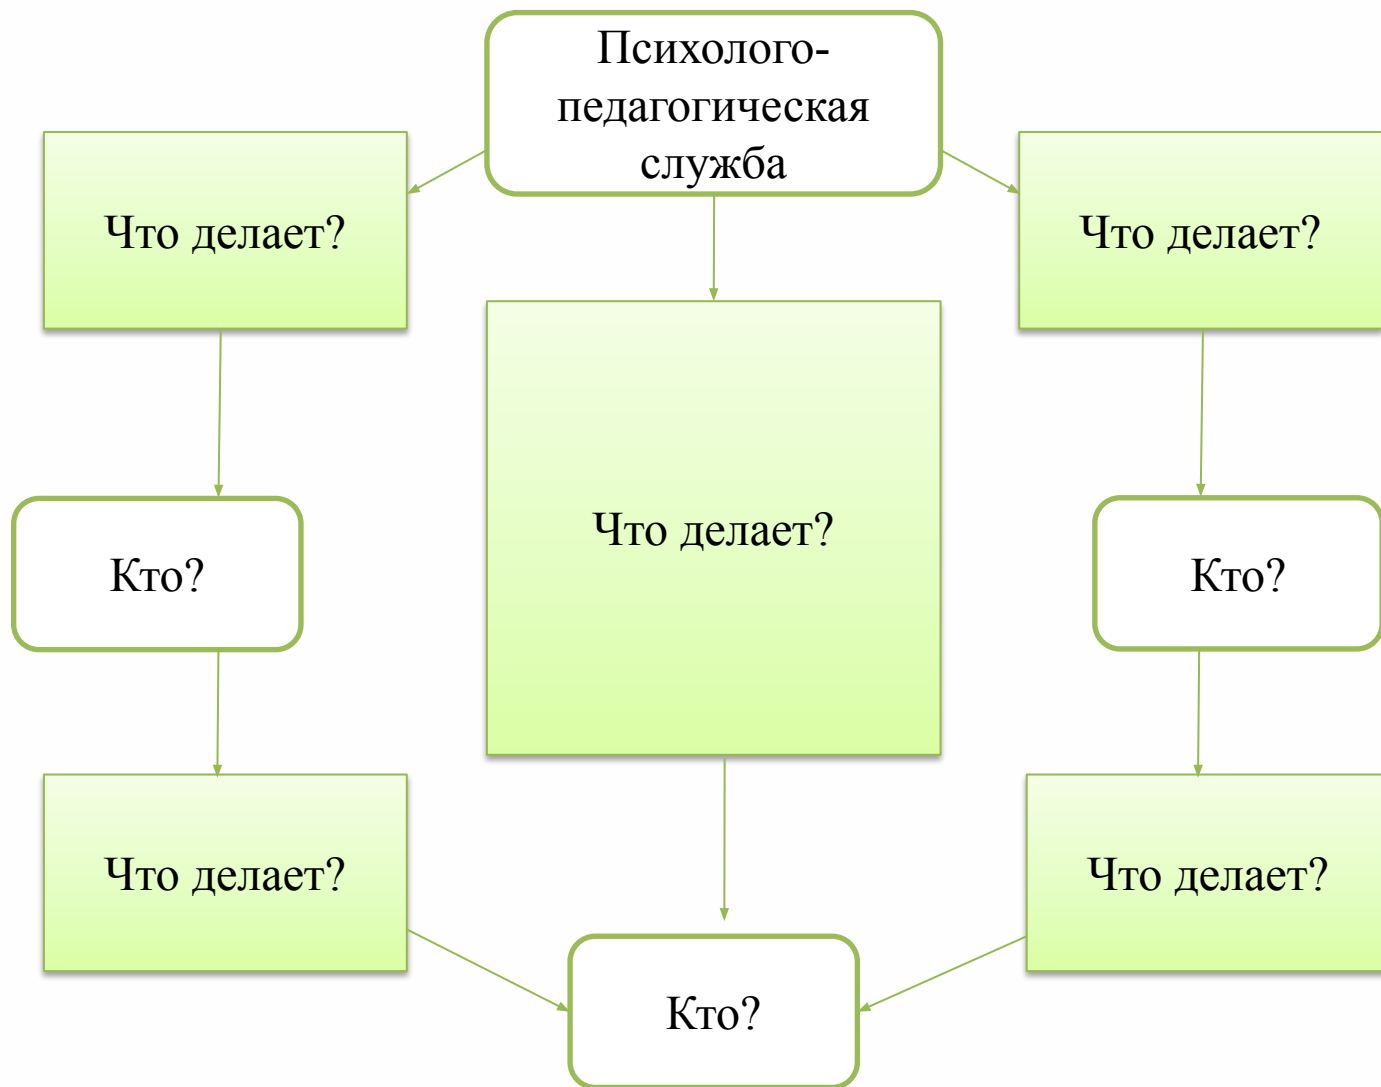 Психолого-
педагогическая
служба
Что делает?
Что делает?
Что делает?
Кто?
Кто?
Что делает?
Что делает?
Кто?